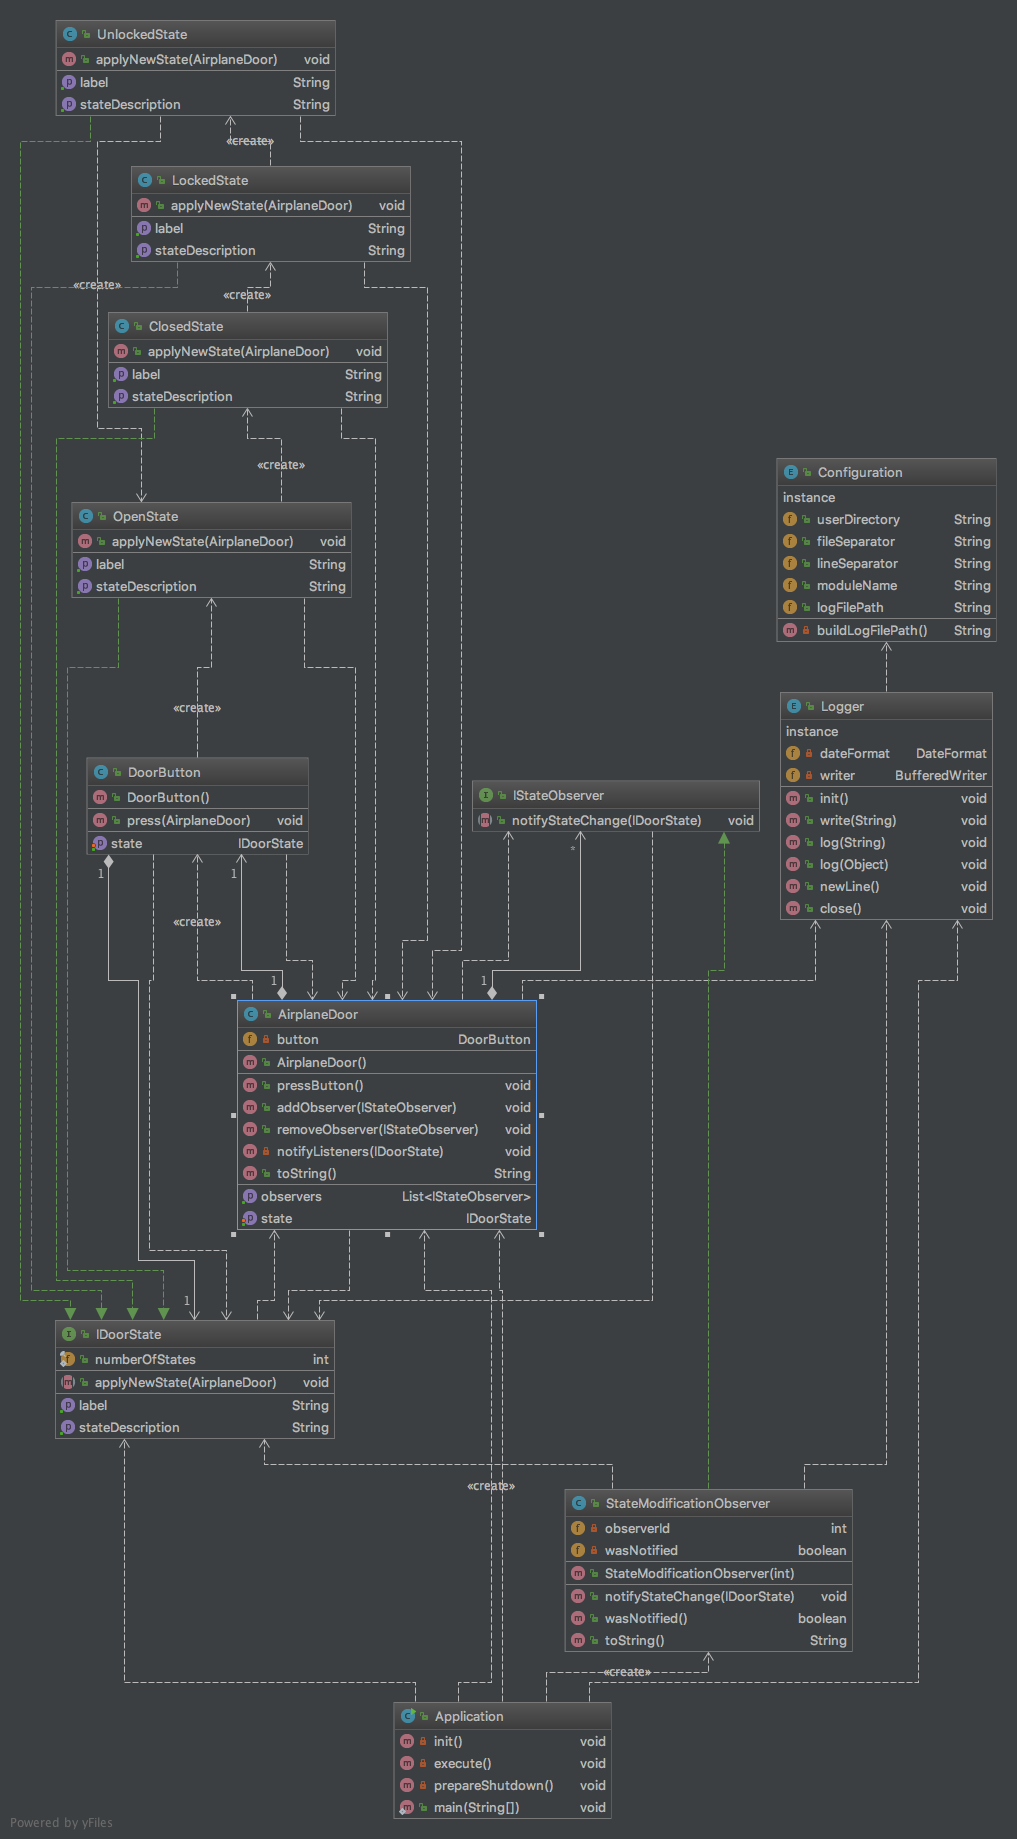 UnlockedState
applyNewState(AirplaneDoor) void
label String
stateDescription String
«create»
LockedState
applyNewState(AirplaneDoor) void
label String
stateDescription String
«create»
«create»
ClosedState
applyNewState(AirplaneDoor) void
label String
stateDescription String
«create»
OpenState
applyNewState(AirplaneDoor) void
label String
stateDescription String
Configuration
instance
userDirectory String
fileSeparator String
lineSeparator String
moduleName String
logFilePath String
buildLogFilePath() String
«create»
Logger
instance
dateFormat DateFormat
writer BufferedWriter
init() void
write(String) void
log(String) void
log(Object) void
newLine() void
close() void
DoorButton
DoorButton()
press(AirplaneDoor) void
state IDoorState
IStateObserver
notifyStateChange(IDoorState) void
1
1
*
«create»
1
1
AirplaneDoor
button DoorButton
AirplaneDoor()
pressButton() void
addObserver(IStateObserver) void
removeObserver(IStateObserver) void
notifyListeners(IDoorState) void
toString() String
observers List<IStateObserver>
state IDoorState
1
IDoorState
numberOfStates int
applyNewState(AirplaneDoor) void
label String
stateDescription String
«create»
StateModificationObserver
observerId int
wasNotified boolean
StateModificationObserver(int)
notifyStateChange(IDoorState) void
wasNotified() boolean
toString() String
«create»
Application
init() void
execute() void
prepareShutdown() void
main(String[]) void
Powered by yFiles